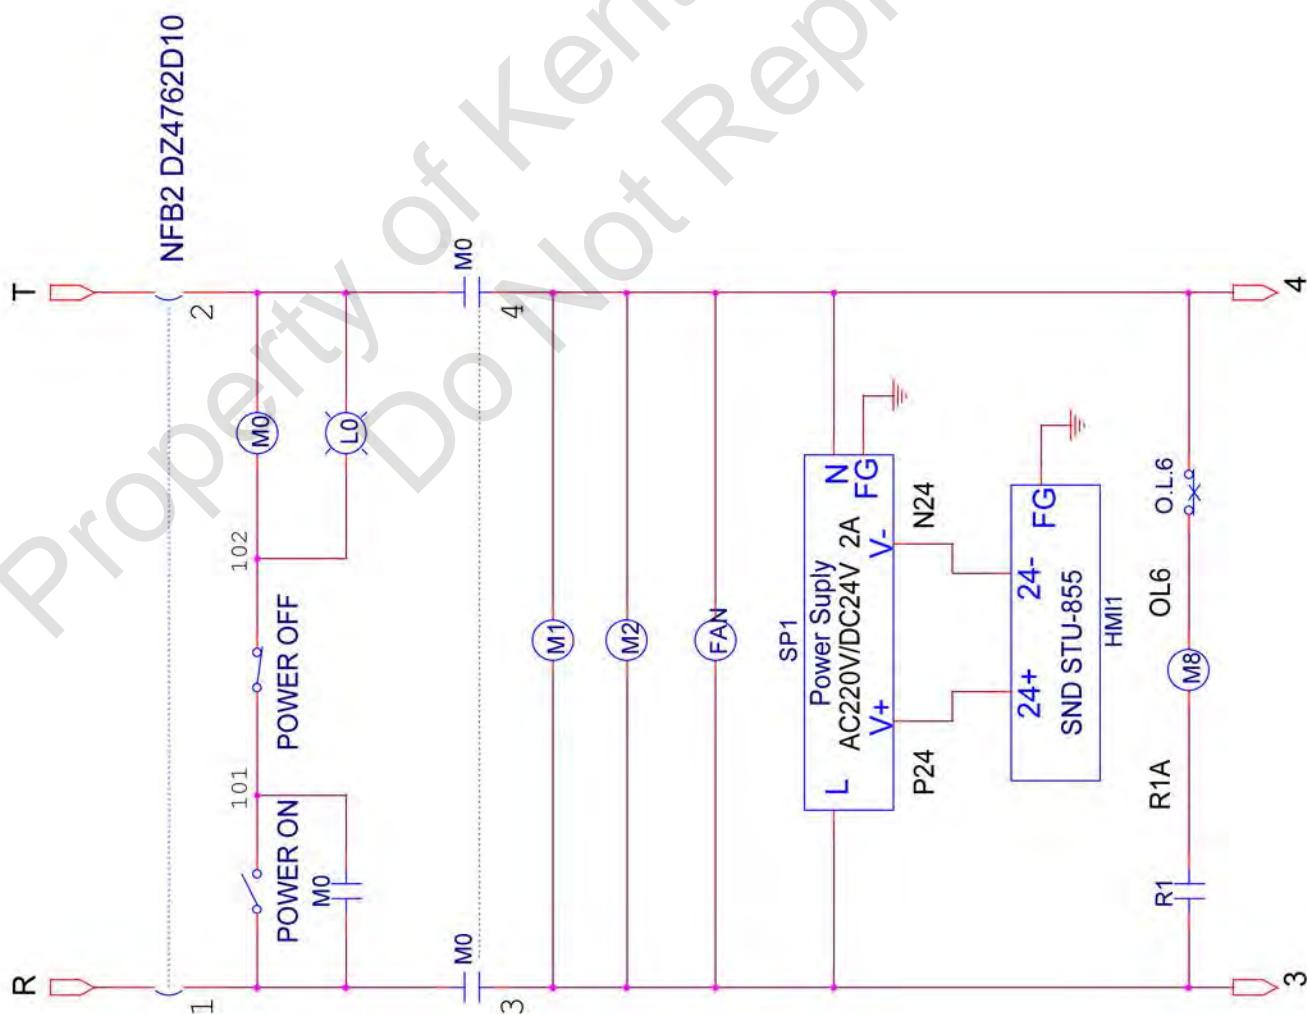 Property of Kent
Do Not Repr
R
T
NFB2 DZ4762D10
1
2
POWER ON
101
POWER OFF
102
M0
M0
L0
M0
M0
3
4
M1
M2
FAN
SP1
Power Suply
AC220V/DC24V 2A
L
N
FG
V+
V-
P24
N24
24+
24-
FG
SND STU-855
HMI1
R1
R1A
M8
OL6
O.L.6
3
4